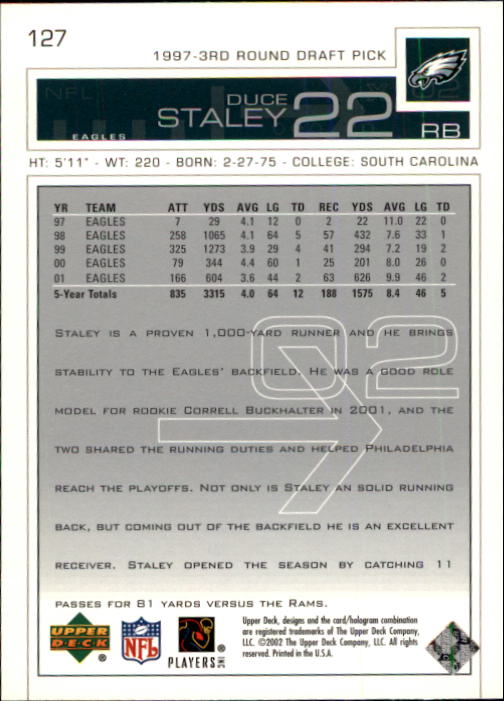 127
1997-3RD ROUND DRAFT PICK
NFL
02
DUCE
STALEY 22
EAGLES
RB
HT: 5'11" - WT: 220 - BORN: 2-27-75 - COLLEGE: SOUTH CAROLINA
YR TEAM ATT YDS AVG LG TD REC YDS AVG LG TD
97 EAGLES 7 29 4.1 12 0 2 22 11.0 22 0
98 EAGLES 258 1065 4.1 64 5 57 432 7.6 33 1
99 EAGLES 325 1273 3.9 29 4 41 294 7.2 19 2
00 EAGLES 79 344 4.4 60 1 25 201 8.0 26 0
01 EAGLES 166 604 3.6 44 2 63 626 9.9 46 2
5-Year Totals 835 3315 4.0 64 12 188 1575 8.4 46 5
02
STALEY IS A PROVEN 1,000-YARD RUNNER AND HE BRINGS
STABILITY TO THE EAGLES' BACKFIELD. HE WAS A GOOD ROLE
MODEL FOR ROOKIE CORRELL BUCKHALTER IN 2001, AND THE
TWO SHARED THE RUNNING DUTIES AND HELPED PHILADELPHIA
REACH THE PLAYOFFS. NOT ONLY IS STALEY AN SOLID RUNNING
BACK, BUT COMING OUT OF THE BACKFIELD HE IS AN EXCELLENT
RECEIVER. STALEY OPENED THE SEASON BY CATCHING 11
PASSES FOR 81 YARDS VERSUS THE RAMS.
UPPER
DECK
®
NFL
PLAYERS INC
Upper Deck, designs and the card/hologram combination
are registered trademarks of The Upper Deck Company,
LLC. ©2002 The Upper Deck Company, LLC. All rights
reserved. Printed in the U.S.A.